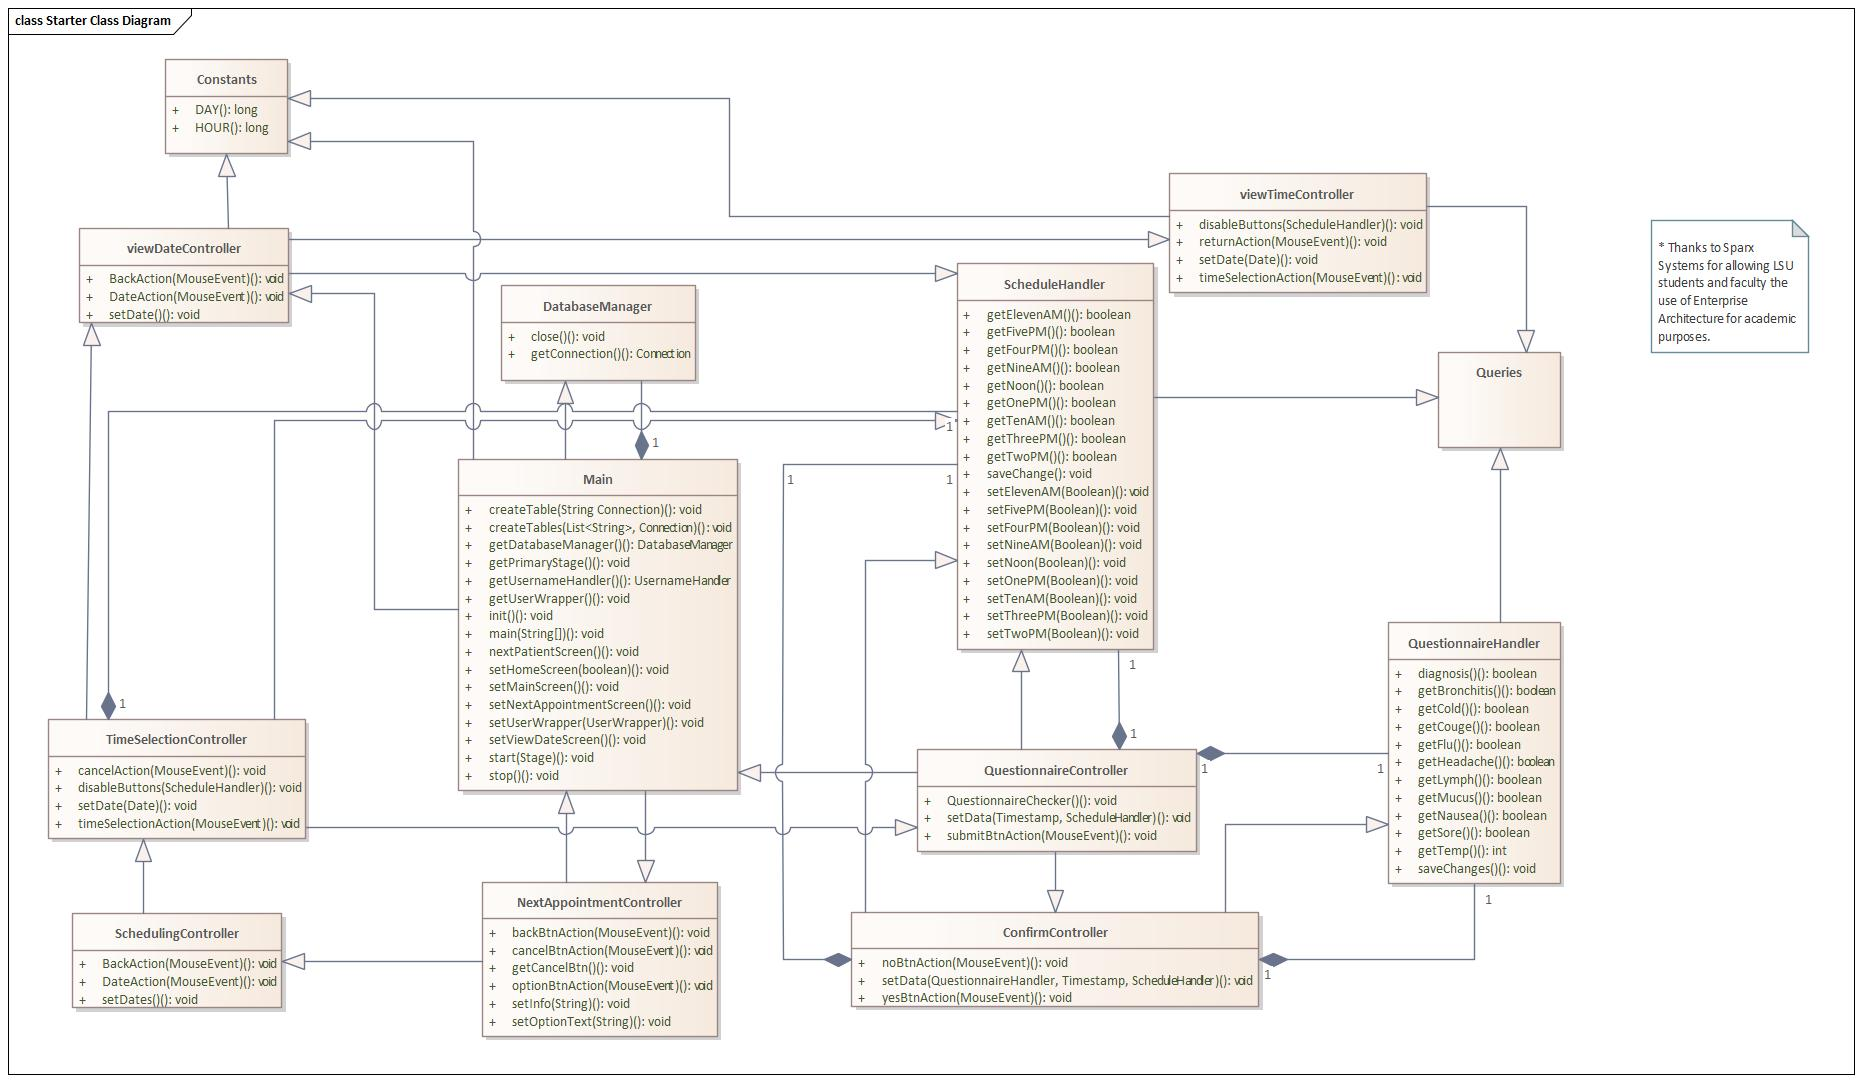 class Starter Class Diagram
Constants
+ DAY(): long
+ HOUR(): long
viewTimeController
+ disableButtons(ScheduleHandler)(): void
+ returnAction(MouseEvent)(): void
+ setDate(Date)(): void
+ timeSelectionAction(MouseEvent)(): void
* Thanks to Sparx
Systems for allowing LSU
students and faculty the
use of Enterprise
Architecture for academic
purposes.
viewDateController
+ BackAction(MouseEvent)(): void
+ DateAction(MouseEvent)(): void
+ setDate()(): void
DatabaseManager
+ close()(): void
+ getConnection()(): Connection
1
ScheduleHandler
+ getElevenAM()(): boolean
+ getFivePM()(): boolean
+ getFourPM()(): boolean
+ getNineAM()(): boolean
+ getNoon()(): boolean
+ getOnePM()(): boolean
+ getTenAM()(): boolean
+ getThreePM()(): boolean
+ getTwoPM()(): boolean
+ saveChange(): void
+ setElevenAM(Boolean)(): void
+ setFivePM(Boolean)(): void
+ setFourPM(Boolean)(): void
+ setNineAM(Boolean)(): void
+ setNoon(Boolean)(): void
+ setOnePM(Boolean)(): void
+ setTenAM(Boolean)(): void
+ setThreePM(Boolean)(): void
+ setTwoPM(Boolean)(): void
1
1
1
1
Queries
Main
+ createTable(String Connection)(): void
+ createTables(List<String>, Connection)(): void
+ getDatabaseManager()(): DatabaseManager
+ getPrimaryStage()(): void
+ getUsernameHandler()(): UsernameHandler
+ getUserWrapper()(): void
+ init()(): void
+ main(String[])(): void
+ nextPatientScreen()(): void
+ setHomeScreen(boolean)(): void
+ setMainScreen()(): void
+ setNextAppointmentScreen()(): void
+ setUserWrapper(UserWrapper)(): void
+ setViewDateScreen()(): void
+ start(Stage)(): void
+ stop()(): void
QuestionnaireHandler
+ diagnosis()(): boolean
+ getBronchitis()(): boolean
+ getCold()(): boolean
+ getCouge()(): boolean
+ getFlu()(): boolean
+ getHeadache()(): boolean
+ getLymph()(): boolean
+ getMucus()(): boolean
+ getNausea()(): boolean
+ getSore()(): boolean
+ getTemp()(): int
+ saveChanges()(): void
1
1
1
TimeSelectionController
+ cancelAction(MouseEvent)(): void
+ disableButtons(ScheduleHandler)(): void
+ setDate(Date)(): void
+ timeSelectionAction(MouseEvent)(): void
1
QuestionnaireController
+ QuestionnaireChecker()(): void
+ setData(Timestamp, ScheduleHandler)(): void
+ submitBtnAction(MouseEvent)(): void
1
NextAppointmentController
+ backBtnAction(MouseEvent)(): void
+ cancelBtnAction(MouseEvent)(): void
+ getCancelBtn()(): void
+ optionBtnAction(MouseEvent)(): void
+ setInfo(String)(): void
+ setOptionText(String)(): void
SchedulingController
+ BackAction(MouseEvent)(): void
+ DateAction(MouseEvent)(): void
+ setDates()(): void
ConfirmController
+ noBtnAction(MouseEvent)(): void
+ setData(QuestionnaireHandler, Timestamp, ScheduleHandler)(): void
+ yesBtnAction(MouseEvent)(): void
1